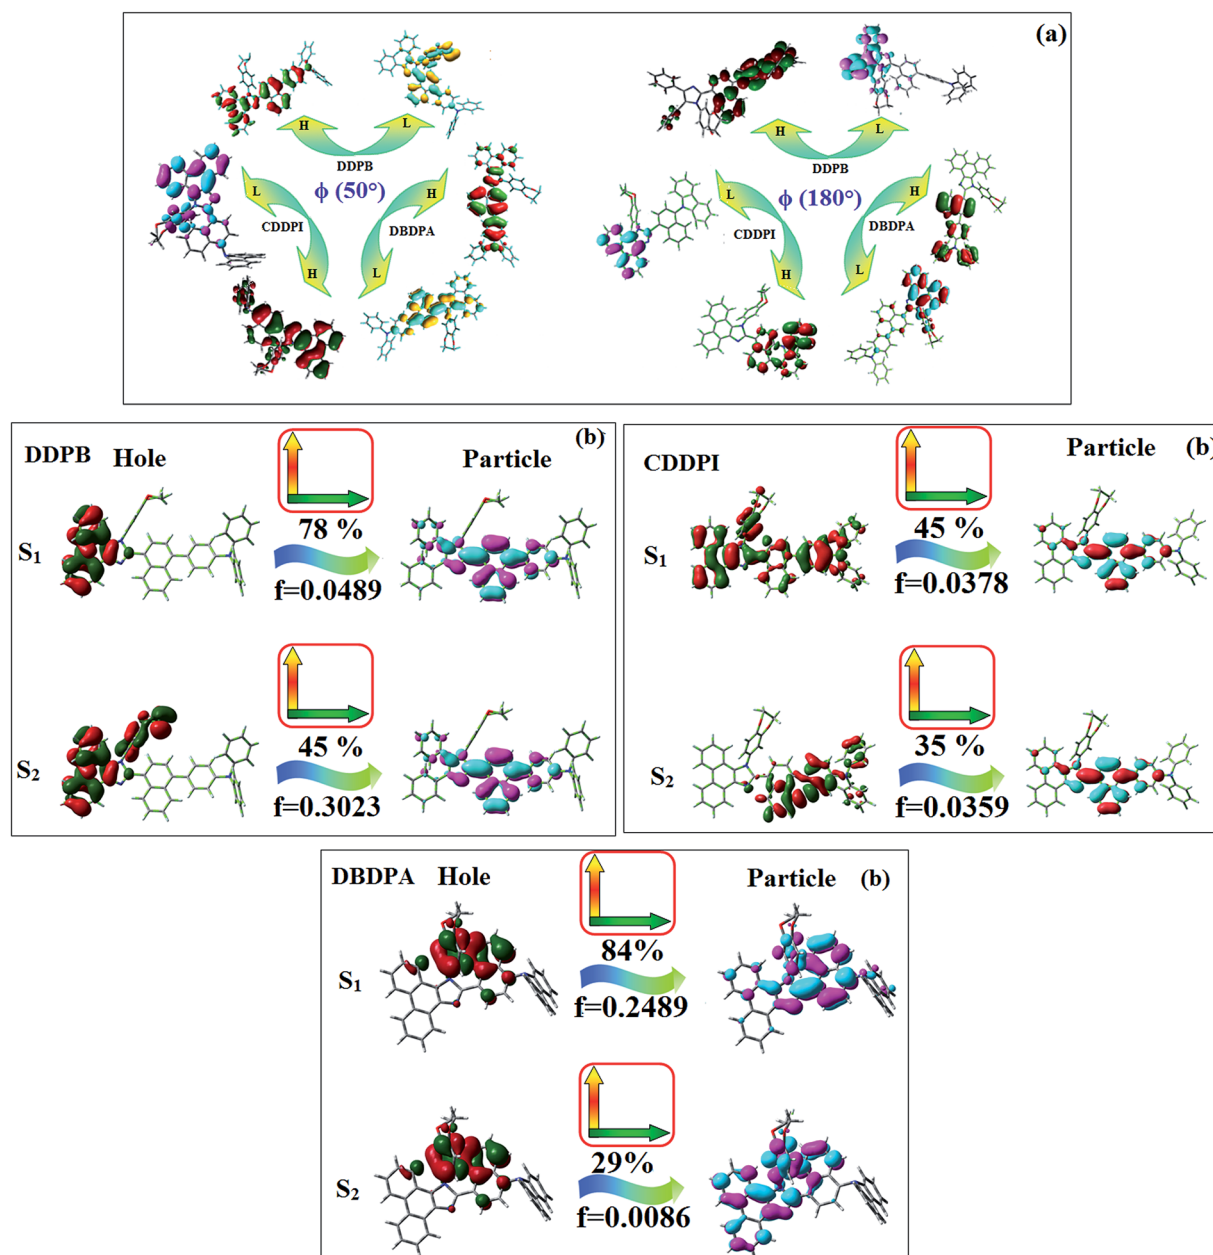 (a)
H
L
DDPB
ϕ (50°)
L
H
CDDPI
DBDPA
H
L
H
L
DDPB
ϕ (180°)
L
H
CDDPI
DBDPA
H
L
(b)
DDPB
Hole
Particle
78 %
S1
f=0.0489
45 %
S2
f=0.3023
(b)
CDDPI
Particle
45 %
S1
f=0.0378
35 %
S2
f=0.0359
DBDPA
Hole
Particle
(b)
84%
S1
f=0.2489
29%
S2
f=0.0086